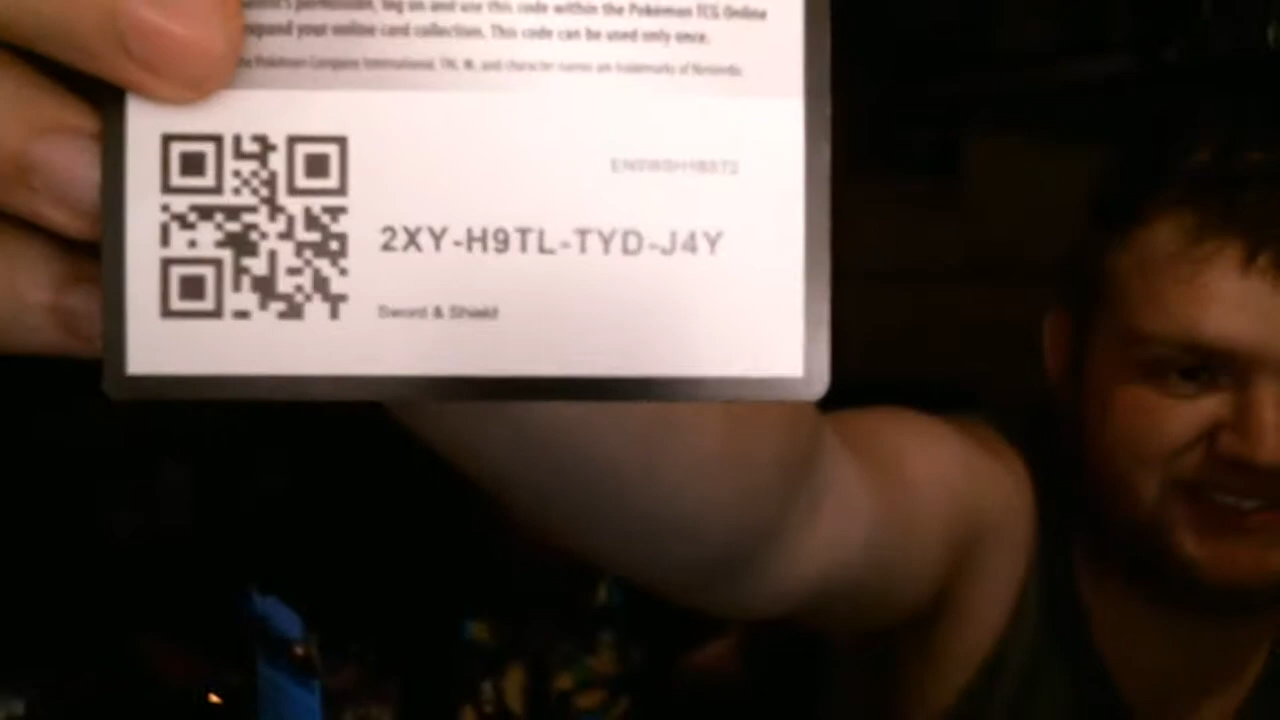 permission, log on and use this code within the Pokémon TCG Online
expand your online card collection. This code can be used only once.
Pokémon Company International. TM, ®, and character names are trademarks of Nintendo.
2XY-H9TL-TYD-J4Y
Sword & Shield